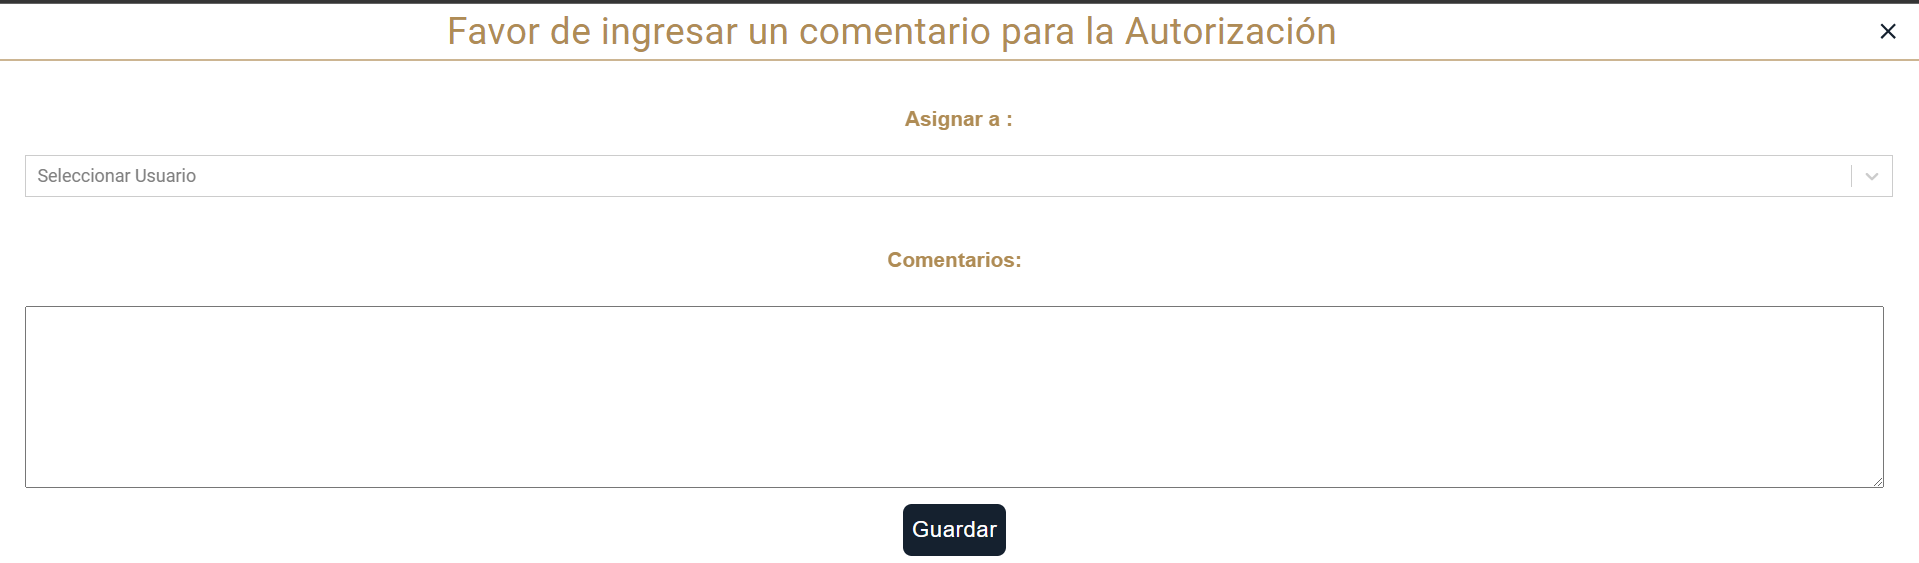 Favor de ingresar un comentario para la Autorización
Asignar a :
Seleccionar Usuario
Comentarios:
Guardar